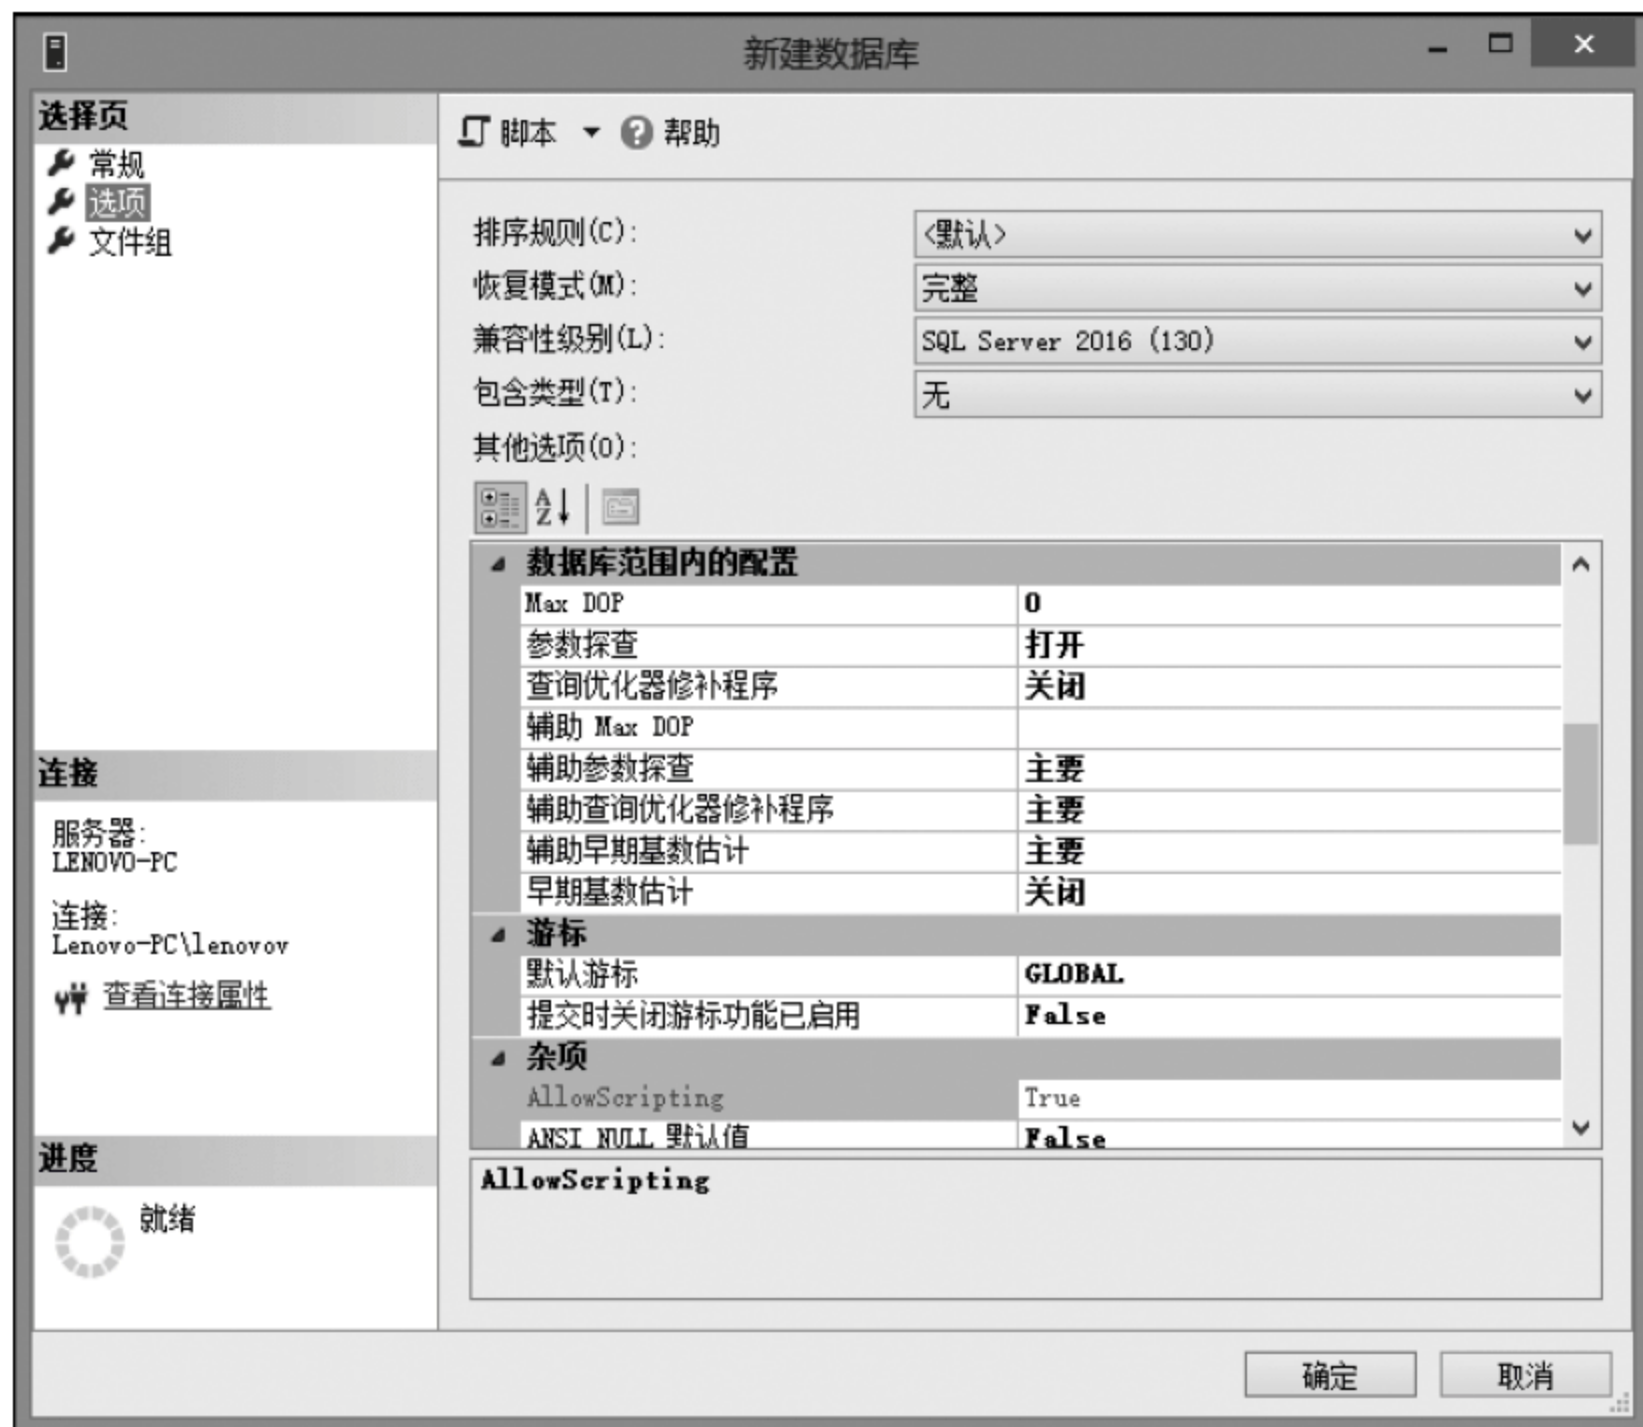 新建数据库
选择页
常规
选项
文件组
脚本
帮助
排序规则(C):
<默认>
恢复模式(M):
完整
兼容性级别(L):
SQL Server 2016 (130)
包含类型(T):
无
其他选项(O):
数据库范围内的配置
Max DOP 0
参数探查 打开
查询优化器修补程序 关闭
辅助 Max DOP
辅助参数探查 主要
辅助查询优化器修补程序 主要
辅助早期基数估计 主要
早期基数估计 关闭
游标
默认游标 GLOBAL
提交时关闭游标功能已启用 False
杂项
AllowScripting True
ANSI NULL 默认值 False
AllowScripting
连接
服务器:
LENOVO-PC
连接:
Lenovo-PC\lenovov
查看连接属性
进度
就绪
确定
取消